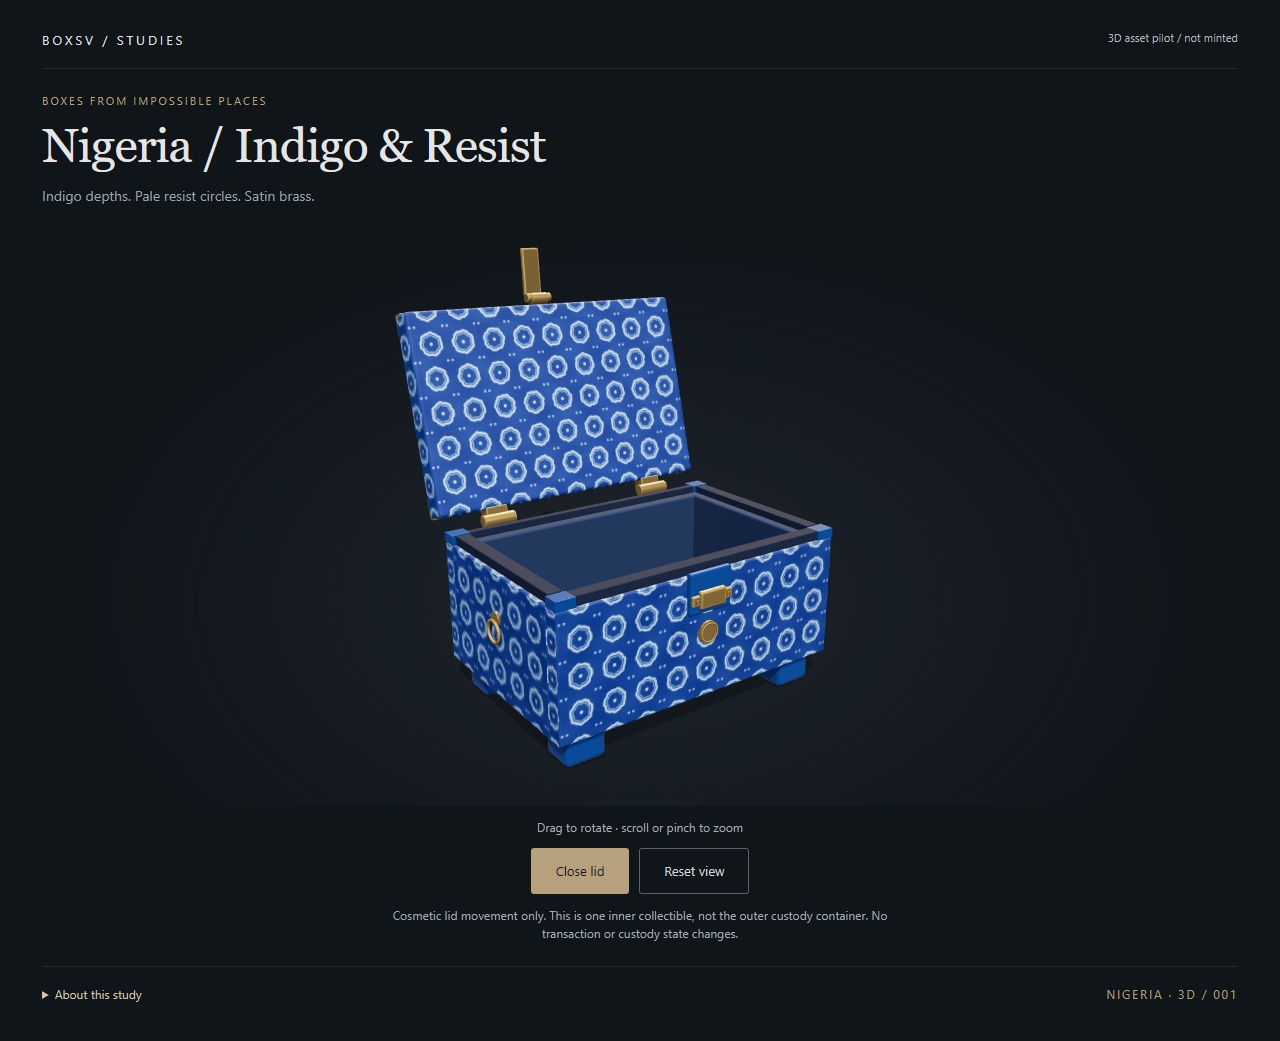 BOXSV / STUDIES
3D asset pilot / not minted
BOXES FROM IMPOSSIBLE PLACES
Nigeria / Indigo & Resist
Indigo depths. Pale resist circles. Satin brass.
Drag to rotate · scroll or pinch to zoom
Close lid
Reset view
Cosmetic lid movement only. This is one inner collectible, not the outer custody container. No
transaction or custody state changes.
About this study
NIGERIA · 3D / 001